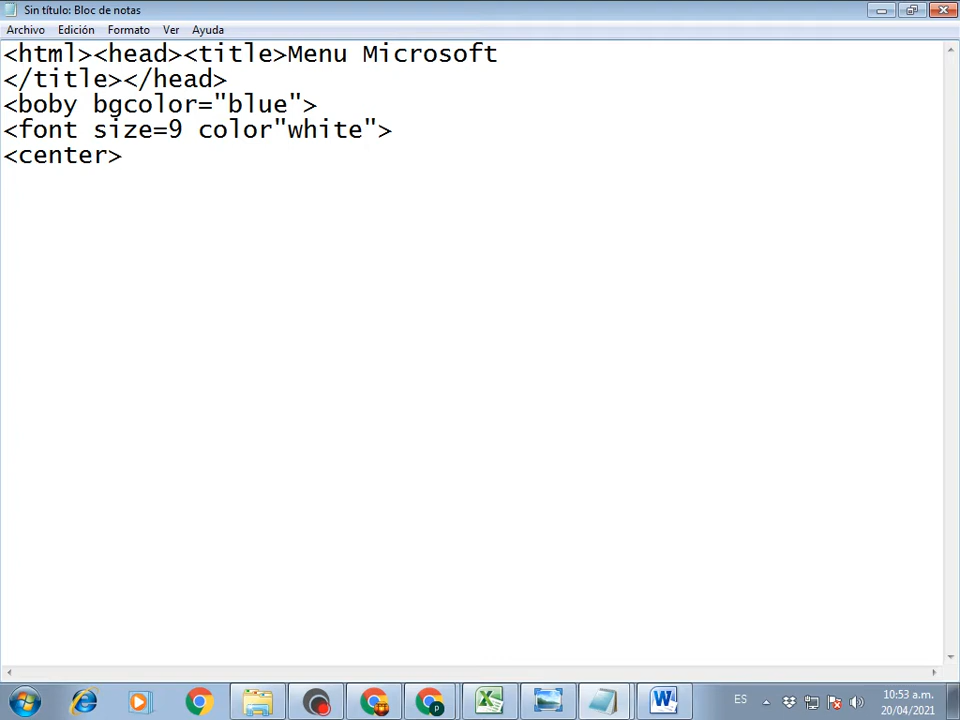 Sin título: Bloc de notas
Archivo Edición Formato Ver Ayuda
<html><head><title>Menu Microsoft
</title></head>
<boby bgcolor="blue">
<font size=9 color"white">
<center>
ES
10:53 a.m.
20/04/2021